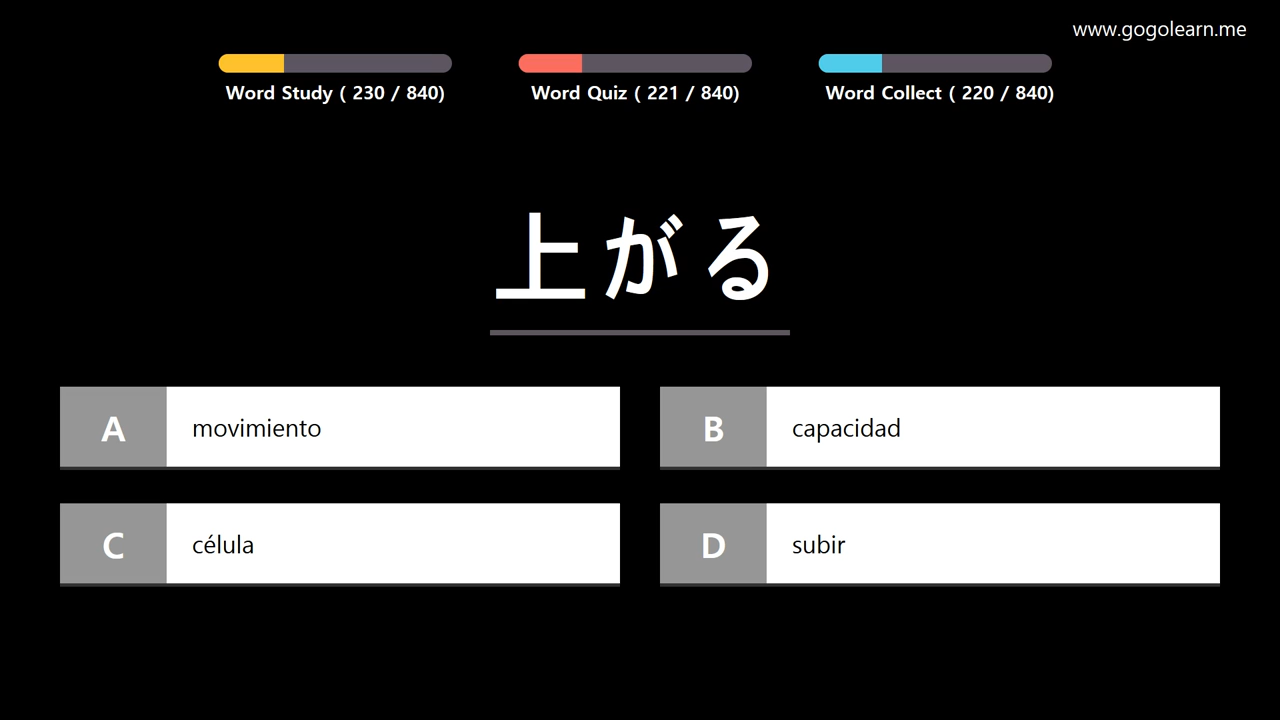 www.gogolearn.me
Word Study ( 230 / 840)
Word Quiz ( 221 / 840)
Word Collect ( 220 / 840)
上がる
A movimiento
B capacidad
C célula
D subir